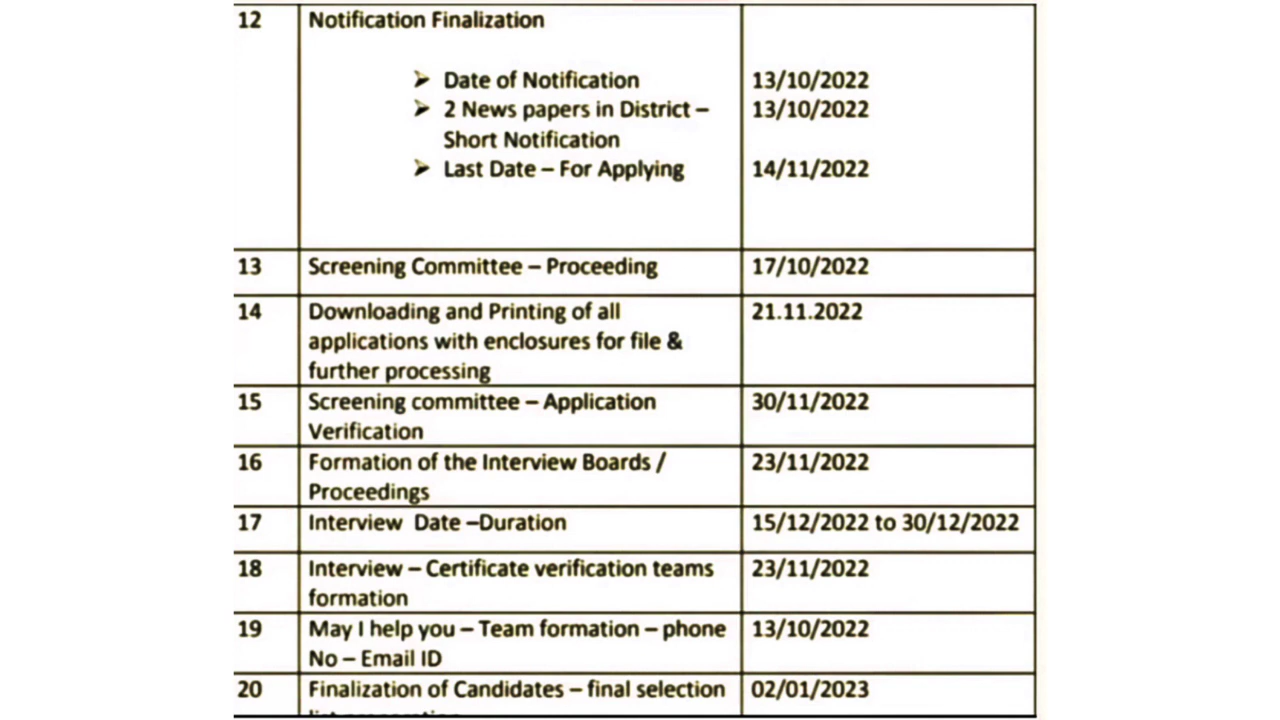 12 Notification Finalization
➢ Date of Notification 13/10/2022
➢ 2 News papers in District – 13/10/2022
Short Notification
➢ Last Date – For Applying 14/11/2022
13 Screening Committee – Proceeding 17/10/2022
14 Downloading and Printing of all 21.11.2022
applications with enclosures for file &
further processing
15 Screening committee – Application 30/11/2022
Verification
16 Formation of the Interview Boards / 23/11/2022
Proceedings
17 Interview Date –Duration 15/12/2022 to 30/12/2022
18 Interview – Certificate verification teams 23/11/2022
formation
19 May I help you – Team formation – phone 13/10/2022
No – Email ID
20 Finalization of Candidates – final selection 02/01/2023